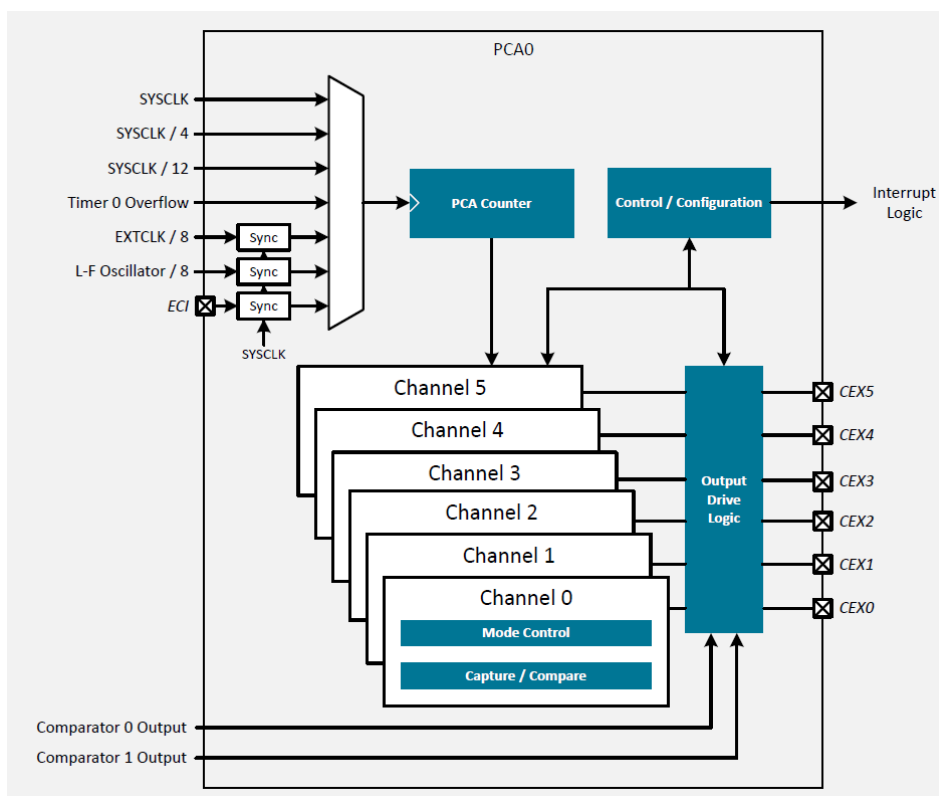 PCA0
SYSCLK
SYSCLK / 4
SYSCLK / 12
Timer 0 Overflow
EXTCLK / 8
Sync
L-F Oscillator / 8
Sync
ECI
Sync
SYSCLK
PCA Counter
Control / Configuration
Interrupt
Logic
Channel 5
Channel 4
Channel 3
Channel 2
Channel 1
Channel 0
Mode Control
Capture / Compare
Output
Drive
Logic
CEX5
CEX4
CEX3
CEX2
CEX1
CEX0
Comparator 0 Output
Comparator 1 Output